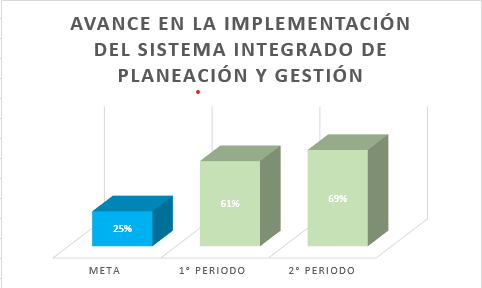 AVANCE EN LA IMPLEMENTACIÓN
DEL SISTEMA INTEGRADO DE
PLANEACIÓN Y GESTIÓN
25%
61%
69%
META
1° PERIODO
2° PERIODO